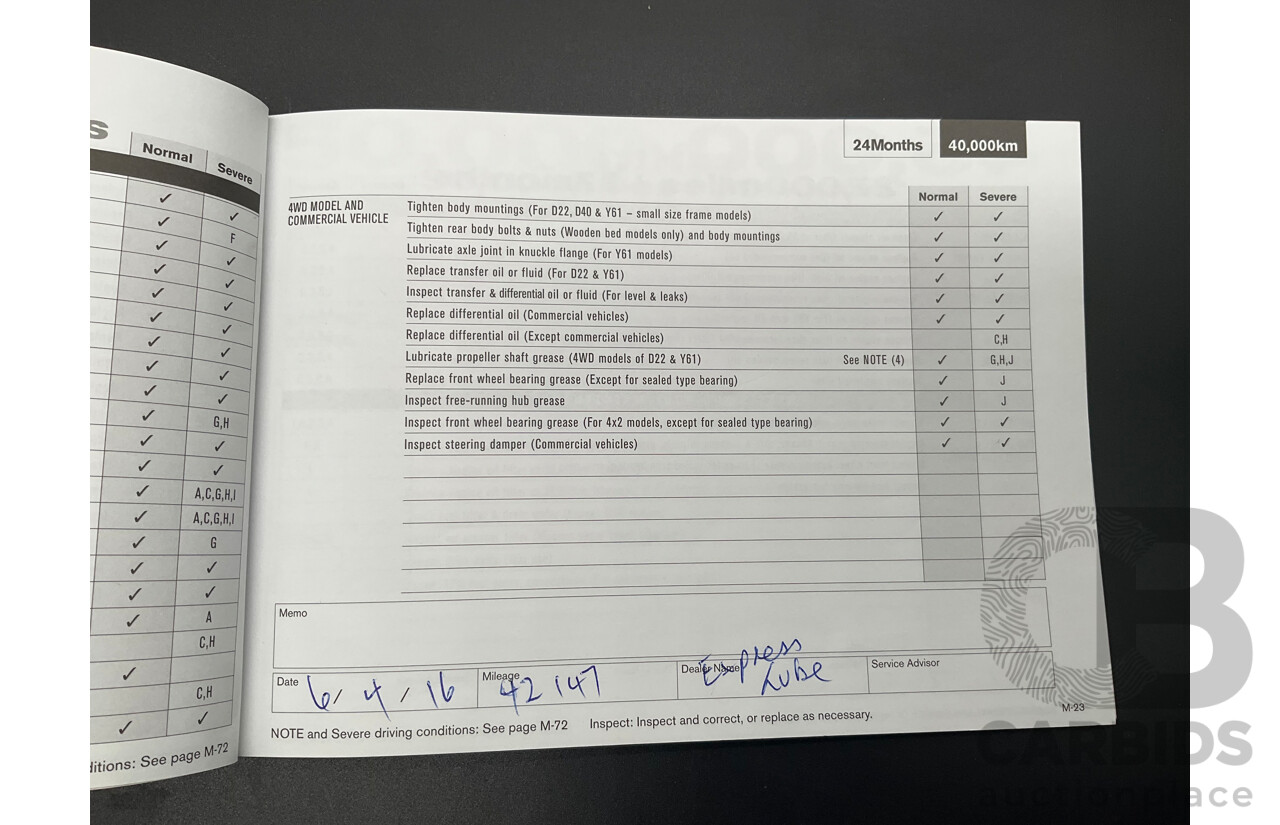 s
Normal Severe
✓ ✓
✓ F
✓ ✓
✓ ✓
✓ ✓
✓ ✓
✓ ✓
✓ ✓
✓ ✓
✓ G,H
✓ ✓
✓ ✓
✓ A,C,G,H,I
✓ A,C,G,H,I
✓ G
✓ ✓
✓ ✓
✓ A
C,H
✓
C,H
✓ ✓
ditions: See page M-72
24Months 40,000km
Normal Severe
4WD MODEL AND
COMMERCIAL VEHICLE
Tighten body mountings (For D22, D40 & Y61 – small size frame models) ✓ ✓
Tighten rear body bolts & nuts (Wooden bed models only) and body mountings ✓ ✓
Lubricate axle joint in knuckle flange (For Y61 models) ✓ ✓
Replace transfer oil or fluid (For D22 & Y61) ✓ ✓
Inspect transfer & differential oil or fluid (For level & leaks) ✓ ✓
Replace differential oil (Commercial vehicles) ✓ ✓
Replace differential oil (Except commercial vehicles) C,H
Lubricate propeller shaft grease (4WD models of D22 & Y61) See NOTE (4) ✓ G,H,J
Replace front wheel bearing grease (Except for sealed type bearing) ✓ J
Inspect free-running hub grease ✓ J
Inspect front wheel bearing grease (For 4x2 models, except for sealed type bearing) ✓ ✓
Inspect steering damper (Commercial vehicles) ✓ ✓
Memo
Date 6/4/16 Mileage 42147 Dealer Name Express Lube Service Advisor
NOTE and Severe driving conditions: See page M-72 Inspect: Inspect and correct, or replace as necessary.
M-23
CB
CARBIDS
auctionplace